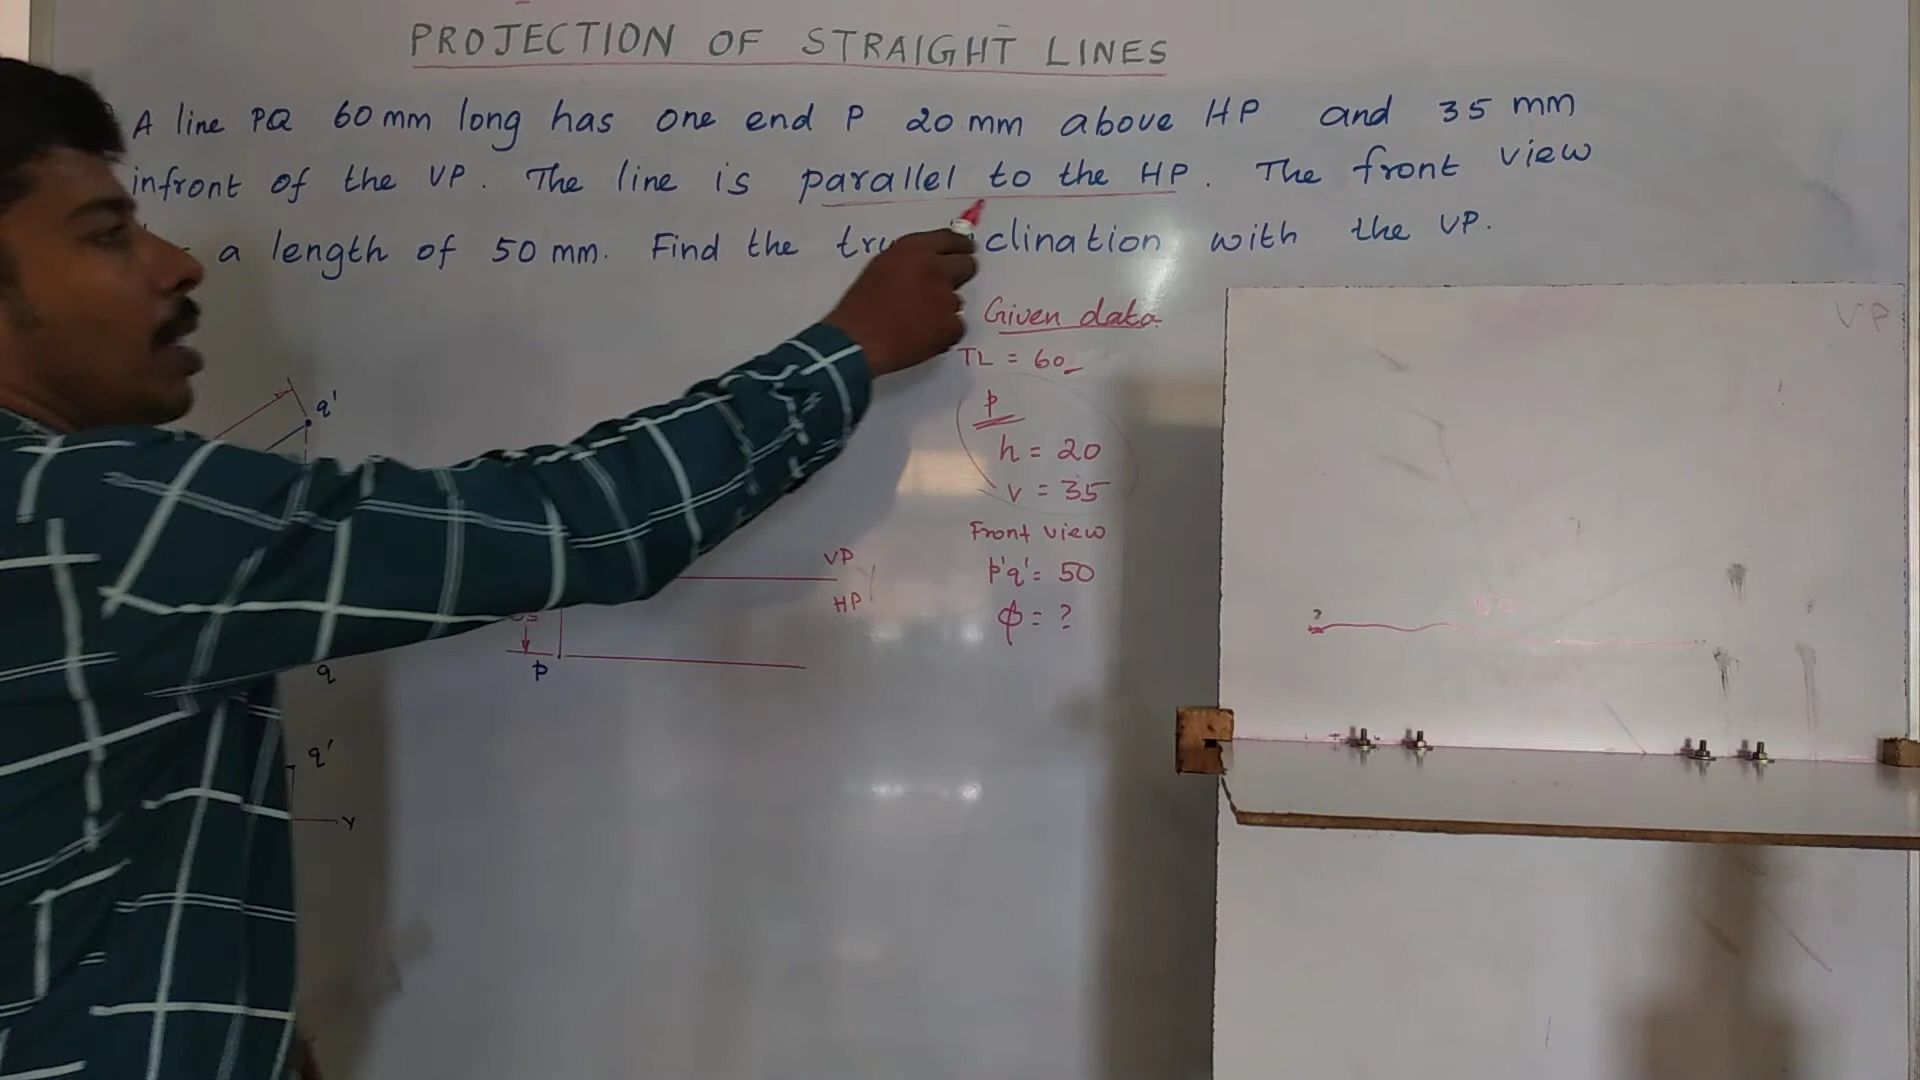 PROJECTION OF STRAIGHT LINES
A line PQ 60 mm long has one end P 20 mm above HP and 35 mm
infront of the VP. The line is parallel to the HP. The front view
a length of 50 mm. Find the clination with the VP.
Given data
TL = 60
VP
p
h = 20
v = 35
q'
Front view
VP
p'q' = 50
HP
ϕ = ?
q
p
q'
Y